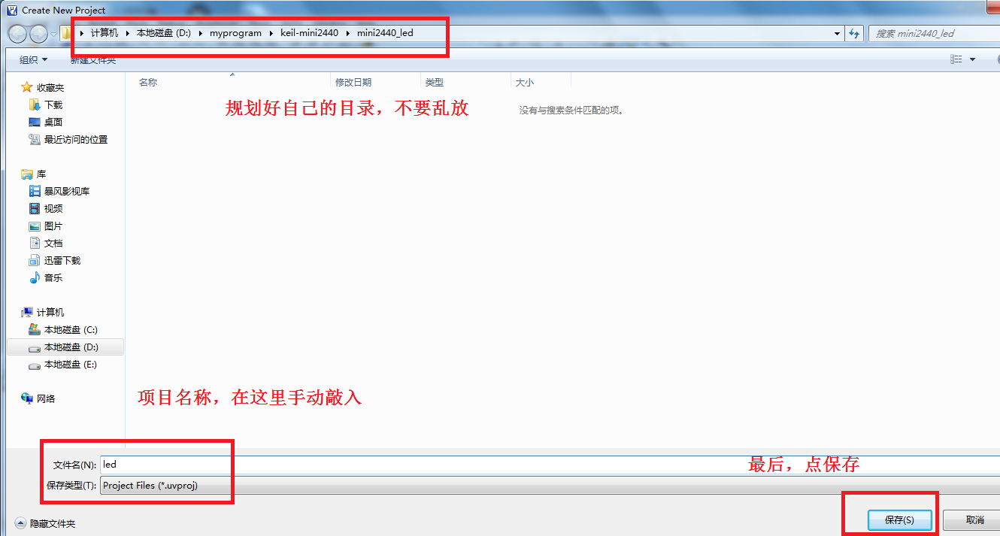 Create New Project
计算机 本地磁盘 (D:) myprogram keil-mini2440 mini2440_led
搜索 mini2440_led
组织
新建文件夹
名称 修改日期 类型 大小
规划好自己的目录，不要乱放
没有与搜索条件匹配的项。
收藏夹
下载
桌面
最近访问的位置
库
暴风影视库
视频
图片
文档
迅雷下载
音乐
计算机
本地磁盘 (C:)
本地磁盘 (D:)
本地磁盘 (E:)
网络
项目名称，在这里手动敲入
文件名(N): led
保存类型(T): Project Files (*.uvproj)
最后，点保存
隐藏文件夹
保存(S)
取消